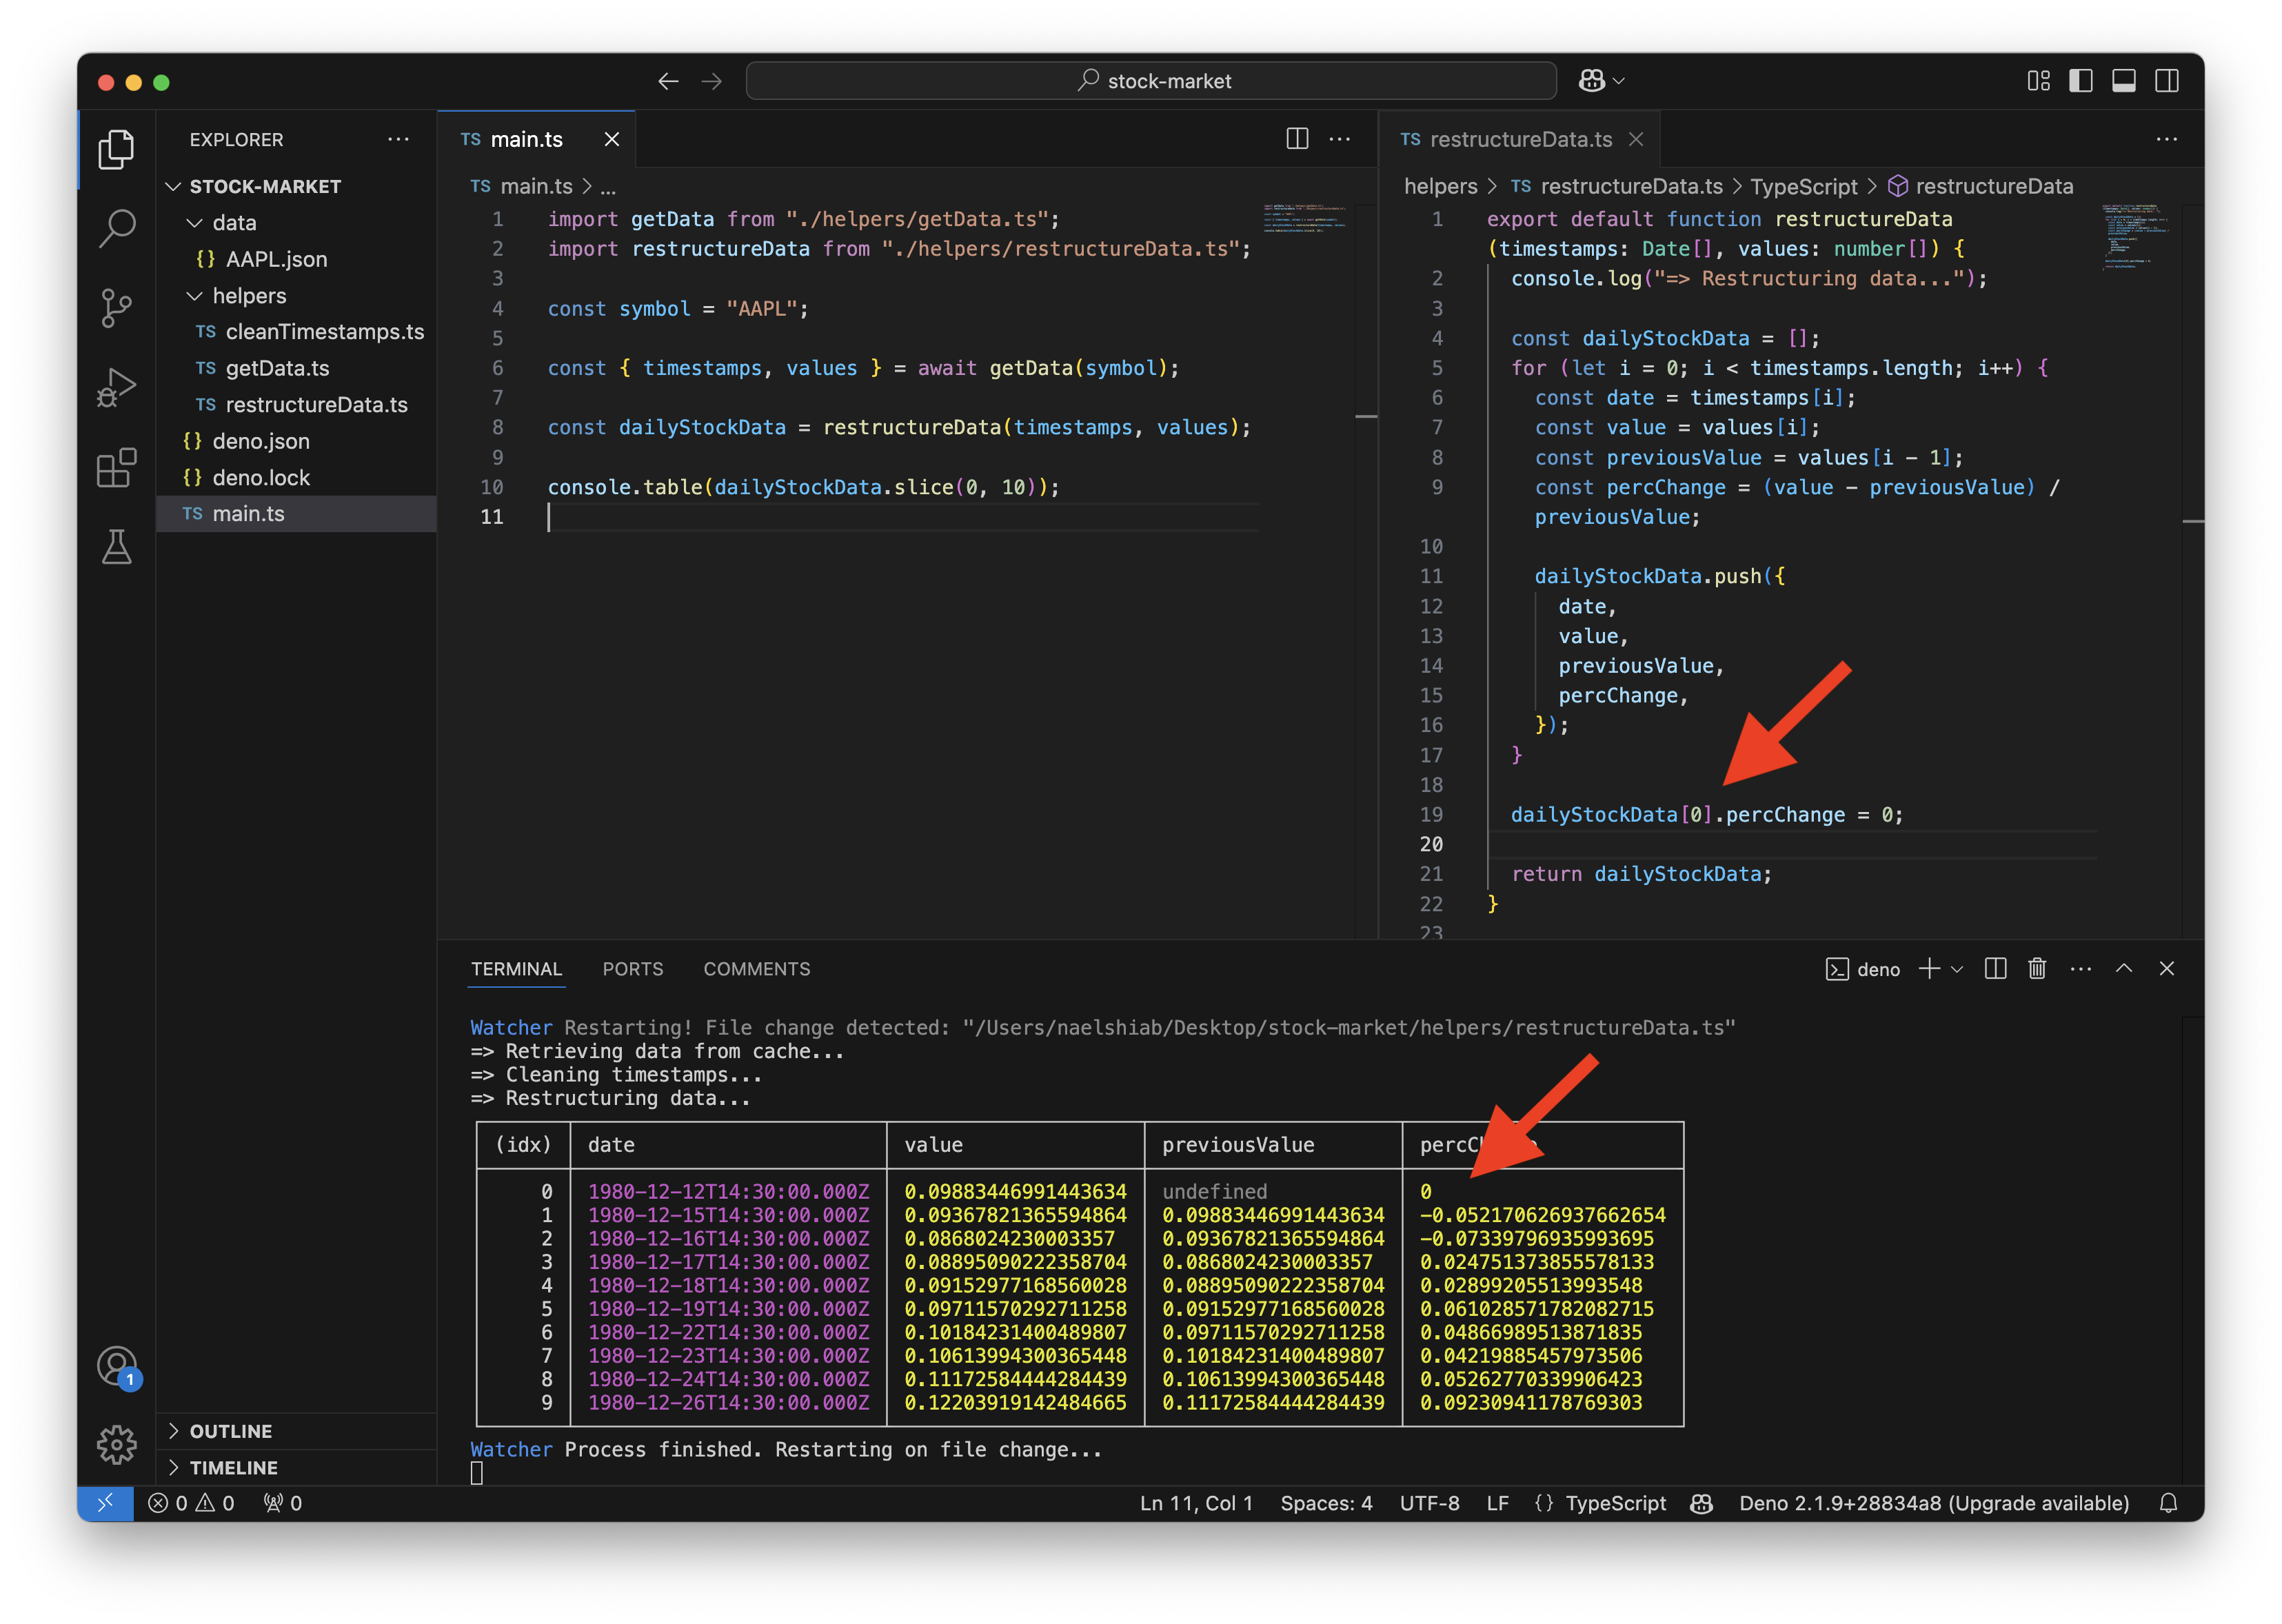 stock-market
EXPLORER
STOCK-MARKET
data
{} AAPL.json
helpers
TS cleanTimestamps.ts
TS getData.ts
TS restructureData.ts
{} deno.json
{} deno.lock
TS main.ts
OUTLINE
TIMELINE
1
TS main.ts
TS main.ts > ...
1 import getData from "./helpers/getData.ts";
2 import restructureData from "./helpers/restructureData.ts";
3
4 const symbol = "AAPL";
5
6 const { timestamps, values } = await getData(symbol);
7
8 const dailyStockData = restructureData(timestamps, values);
9
10 console.table(dailyStockData.slice(0, 10));
11
TS restructureData.ts
helpers > TS restructureData.ts > TypeScript > restructureData
1 export default function restructureData
(timestamps: Date[], values: number[]) {
2 console.log("=> Restructuring data...");
3
4 const dailyStockData = [];
5 for (let i = 0; i < timestamps.length; i++) {
6 const date = timestamps[i];
7 const value = values[i];
8 const previousValue = values[i - 1];
9 const percChange = (value - previousValue) /
previousValue;
10
11 dailyStockData.push({
12 date,
13 value,
14 previousValue,
15 percChange,
16 });
17 }
18
19 dailyStockData[0].percChange = 0;
20
21 return dailyStockData;
22 }
23
TERMINAL PORTS COMMENTS
deno
Watcher Restarting! File change detected: "/Users/naelshiab/Desktop/stock-market/helpers/restructureData.ts"
=> Retrieving data from cache...
=> Cleaning timestamps...
=> Restructuring data...
(idx) date value previousValue
0 1980-12-12T14:30:00.000Z 0.09883446991443634 undefined 0
1 1980-12-15T14:30:00.000Z 0.09367821365594864 0.09883446991443634 -0.052170626937662654
2 1980-12-16T14:30:00.000Z 0.0868024230003357 0.09367821365594864 -0.07339796935993695
3 1980-12-17T14:30:00.000Z 0.08895090222358704 0.0868024230003357 0.024751373855578133
4 1980-12-18T14:30:00.000Z 0.09152977168560028 0.08895090222358704 0.02899205513993548
5 1980-12-19T14:30:00.000Z 0.09711570292711258 0.09152977168560028 0.061028571782082715
6 1980-12-22T14:30:00.000Z 0.10184231400489807 0.09711570292711258 0.04866989513871835
7 1980-12-23T14:30:00.000Z 0.10613994300365448 0.10184231400489807 0.04219885457973506
8 1980-12-24T14:30:00.000Z 0.11172584444284439 0.10613994300365448 0.05262770339906423
9 1980-12-26T14:30:00.000Z 0.12203919142484665 0.11172584444284439 0.09230941178769303
Watcher Process finished. Restarting on file change...
0 0 0 Ln 11, Col 1 Spaces: 4 UTF-8 LF {} TypeScript Deno 2.1.9+28834a8 (Upgrade available)